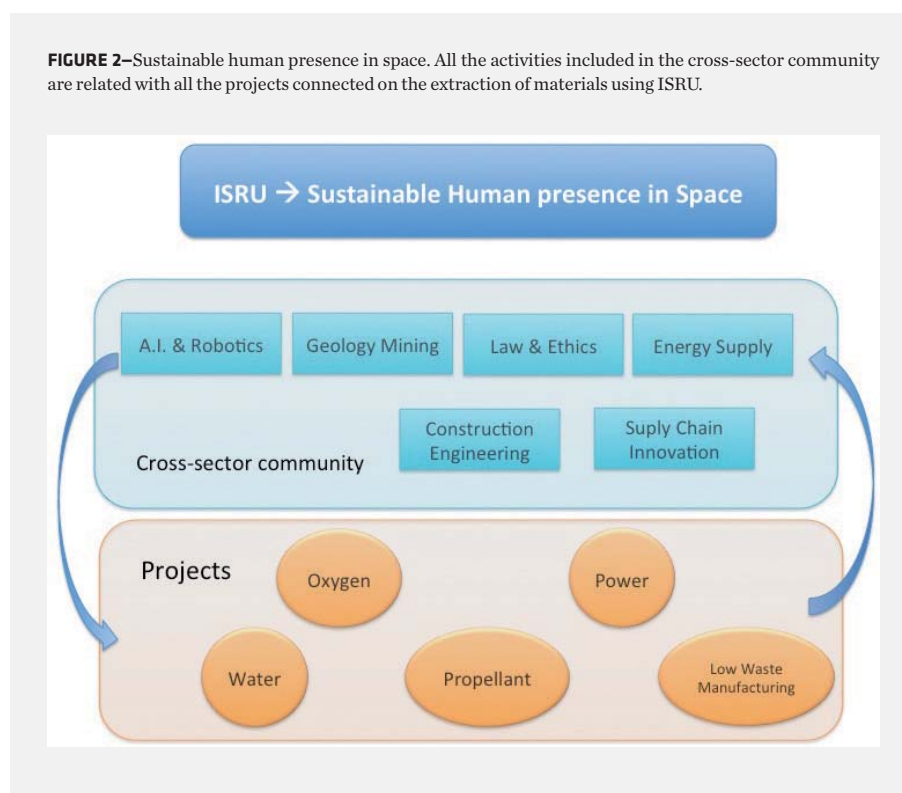 FIGURE 2—Sustainable human presence in space. All the activities included in the cross-sector community
are related with all the projects connected on the extraction of materials using ISRU.
ISRU → Sustainable Human presence in Space
A.I. & Robotics
Geology Mining
Law & Ethics
Energy Supply
Construction
Engineering
Suply Chain
Innovation
Cross-sector community
Projects
Oxygen
Power
Water
Propellant
Low Waste
Manufacturing